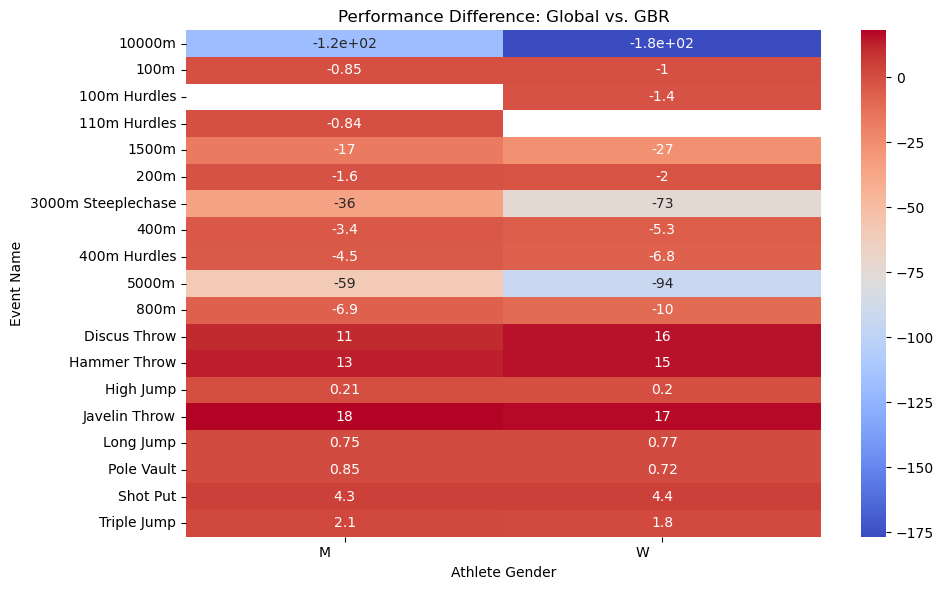 Performance Difference: Global vs. GBR
Event Name
10000m -1.2e+02 -1.8e+02
100m -0.85 -1
100m Hurdles -1.4
110m Hurdles -0.84
1500m -17 -27
200m -1.6 -2
3000m Steeplechase -36 -73
400m -3.4 -5.3
400m Hurdles -4.5 -6.8
5000m -59 -94
800m -6.9 -10
Discus Throw 11 16
Hammer Throw 13 15
High Jump 0.21 0.2
Javelin Throw 18 17
Long Jump 0.75 0.77
Pole Vault 0.85 0.72
Shot Put 4.3 4.4
Triple Jump 2.1 1.8
M W
Athlete Gender
0
−25
−50
−75
−100
−125
−150
−175